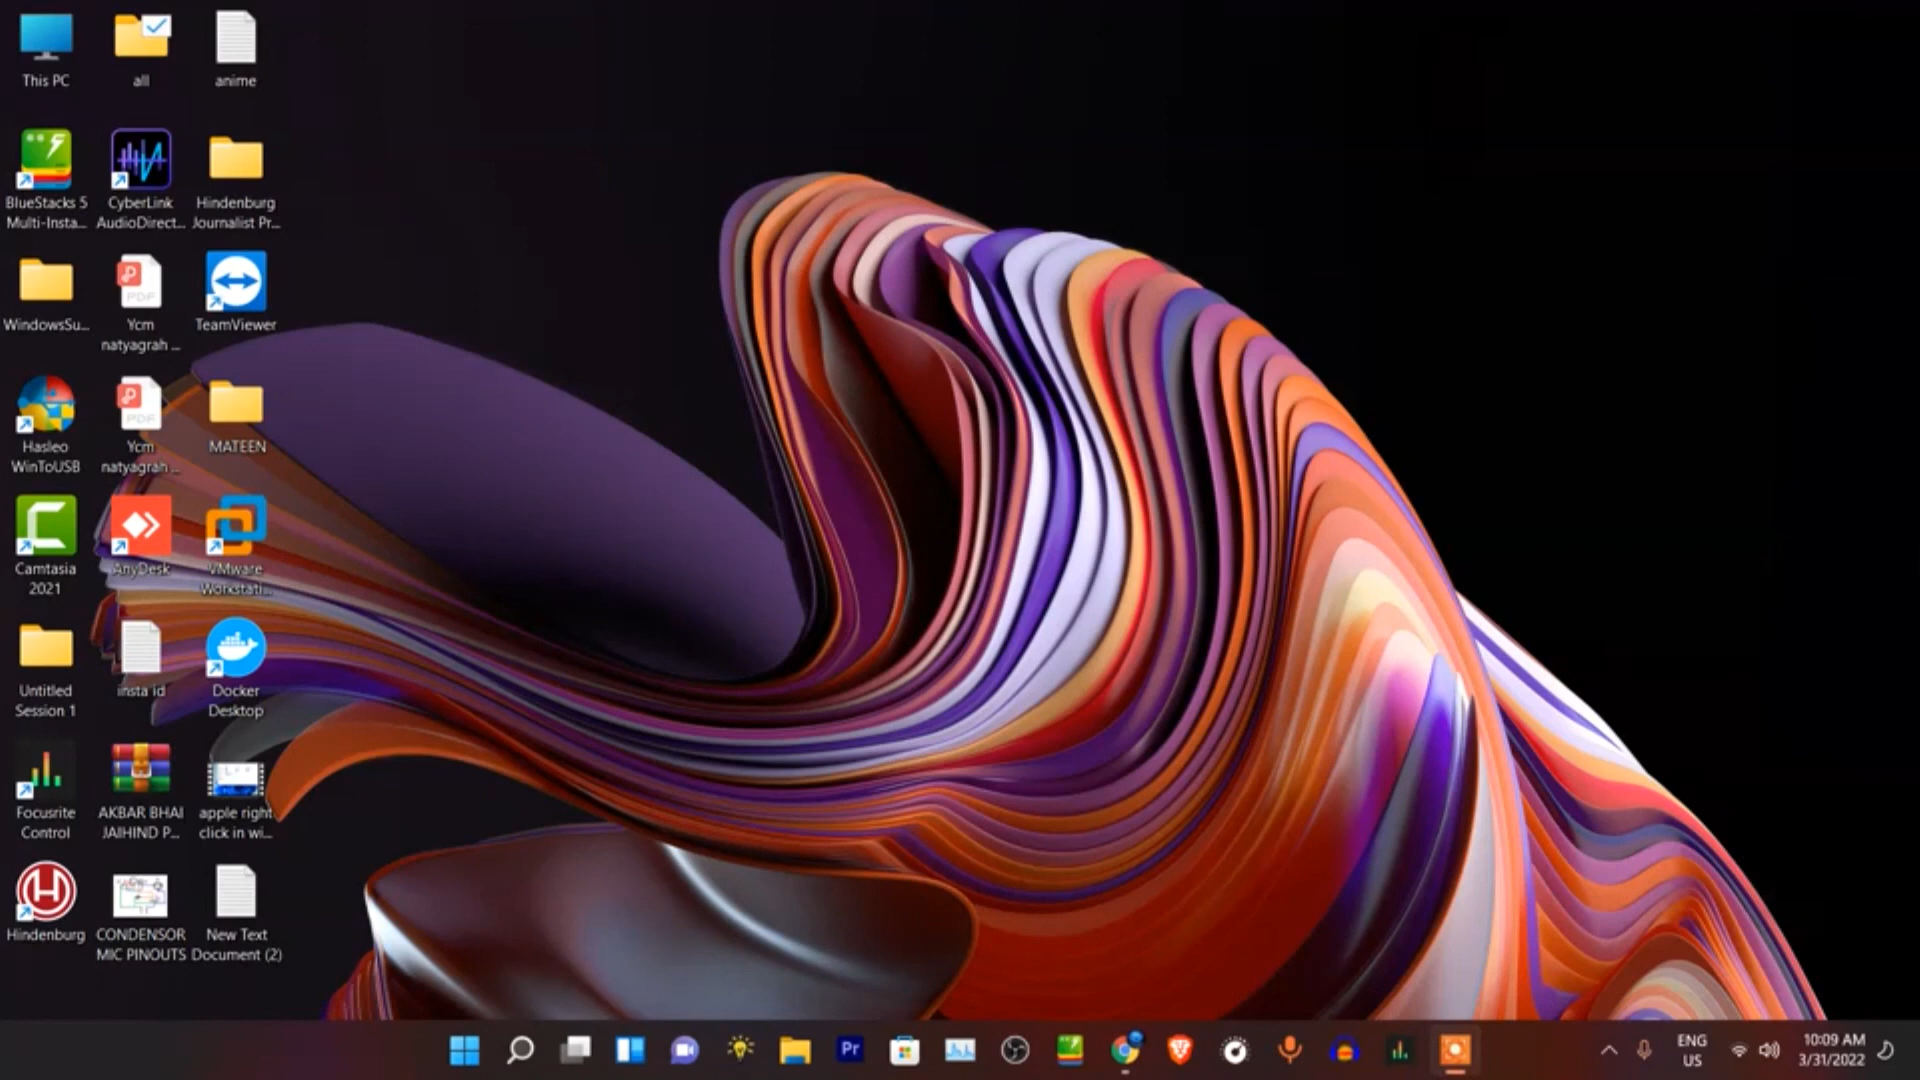 This PC
all
anime
BlueStacks 5
Multi-Insta...
CyberLink
AudioDirect...
Hindenburg
Journalist Pr...
WindowsSu...
Ycm
natyagrah ...
TeamViewer
Hasleo
WinToUSB
Ycm
natyagrah ...
MATEEN
Camtasia
2021
AnyDesk
VMware
Workstati...
Untitled
Session 1
insta id
Docker
Desktop
Focusrite
Control
AKBAR BHAI
JAIHIND P...
apple right
click in wi...
Hindenburg
CONDENSOR
MIC PINOUTS
New Text
Document (2)
PDF
PDF
Pr
ENG
US
10:09 AM
3/31/2022